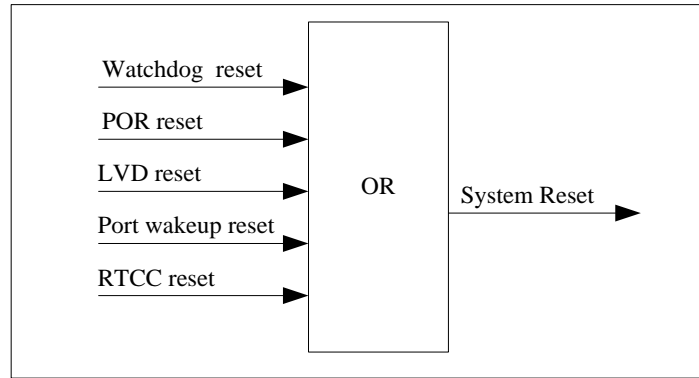 Watchdog reset
POR reset
LVD reset
OR
System Reset
Port wakeup reset
RTCC reset